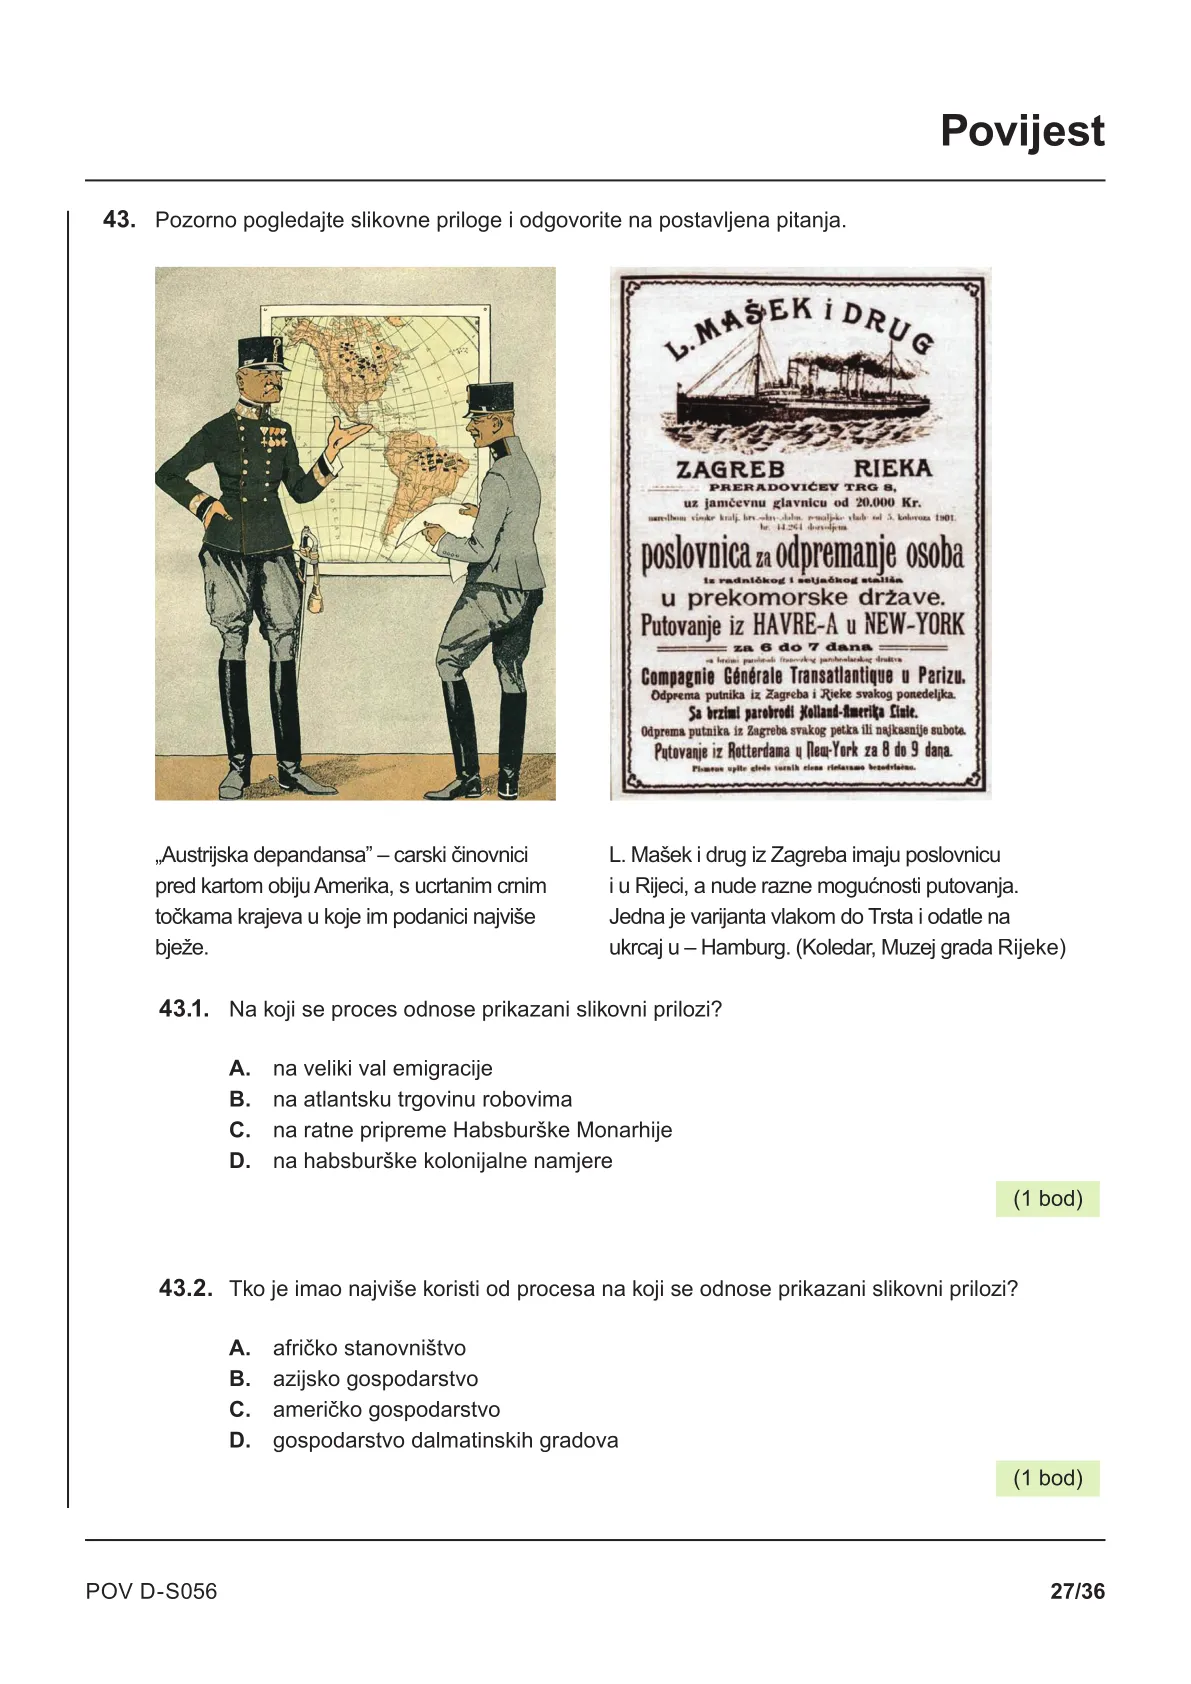 Povijest
43. Pozorno pogledajte slikovne priloge i odgovorite na postavljena pitanja.
L. MAŠEK i DRUG
ZAGREB RIEKA
PRERADOVIĆEV TRG 8,
uz jamčevnu glavnicu od 20.000 Kr.
poslovnica za odpremanje osoba
iz radničkog i seljačkog stališa
u prekomorske države.
Putovanje iz HAVRE-A u NEW-YORK
za 6 do 7 dana
Compagnie Générale Transatlantique u Parizu.
Odprema putnika iz Zagreba i Rieke svakog ponedeljka.
Sa brzimi parobrodi Holland-Amerika Linie.
Odprema putnika iz Zagreba svakog petka ili najkasnije subote.
Putovanje iz Rotterdama u New-York za 8 do 9 dana.
„Austrijska depandansa” – carski činovnici
pred kartom obiju Amerika, s ucrtanim crnim
točkama krajeva u koje im podanici najviše
bježe.
L. Mašek i drug iz Zagreba imaju poslovnicu
i u Rijeci, a nude razne mogućnosti putovanja.
Jedna je varijanta vlakom do Trsta i odatle na
ukrcaj u – Hamburg. (Koledar, Muzej grada Rijeke)
43.1. Na koji se proces odnose prikazani slikovni prilozi?
A. na veliki val emigracije
B. na atlantsku trgovinu robovima
C. na ratne pripreme Habsburške Monarhije
D. na habsburške kolonijalne namjere
(1 bod)
43.2. Tko je imao najviše koristi od procesa na koji se odnose prikazani slikovni prilozi?
A. afričko stanovništvo
B. azijsko gospodarstvo
C. američko gospodarstvo
D. gospodarstvo dalmatinskih gradova
(1 bod)
POV D-S056
27/36